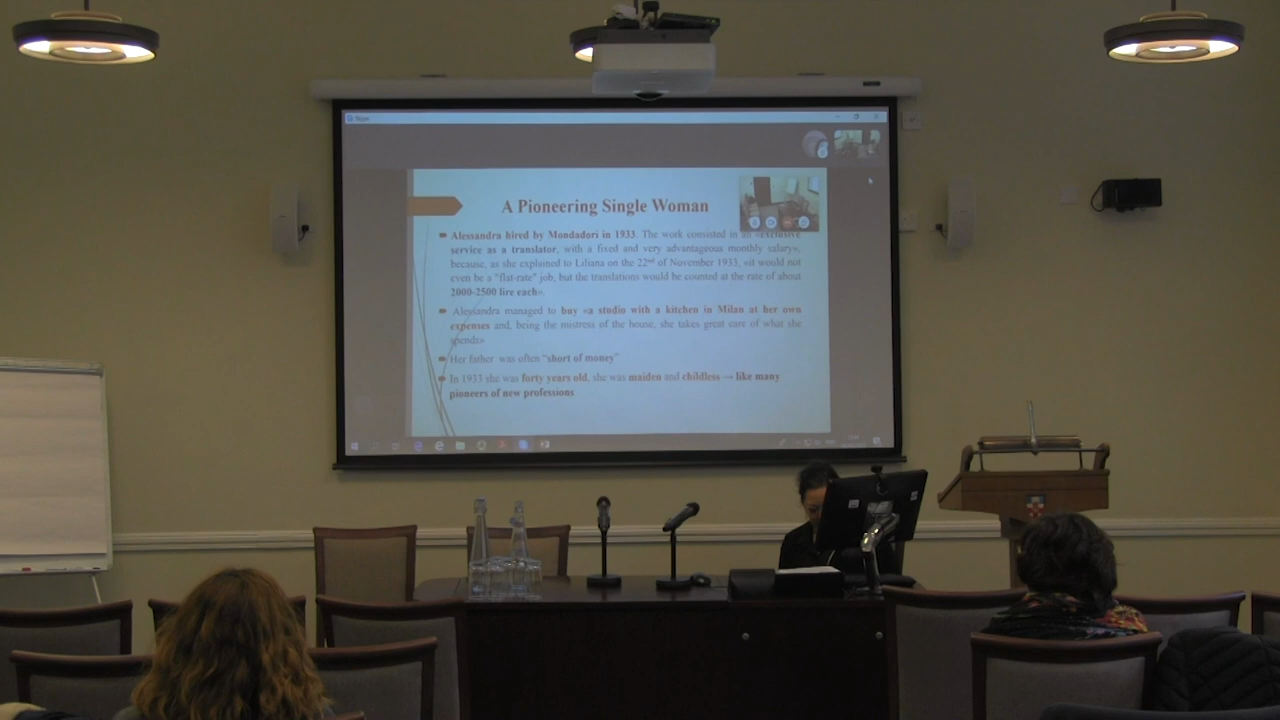 Skype
A Pioneering Single Woman
Alessandra hired by Mondadori in 1933. The work consisted in an «exclusive
service as a translator, with a fixed and very advantageous monthly salary»,
because, as she explained to Liliana on the 22nd of November 1933, «it would not
even be a "flat-rate" job, but the translations would be counted at the rate of about
2000-2500 lire each»
Alessandra managed to buy «a studio with a kitchen in Milan at her own
expenses and, being the mistress of the house, she takes great care of what she
spends»
Her father was often "short of money"
In 1933 she was forty years old, she was maiden and childless → like many
pioneers of new professions